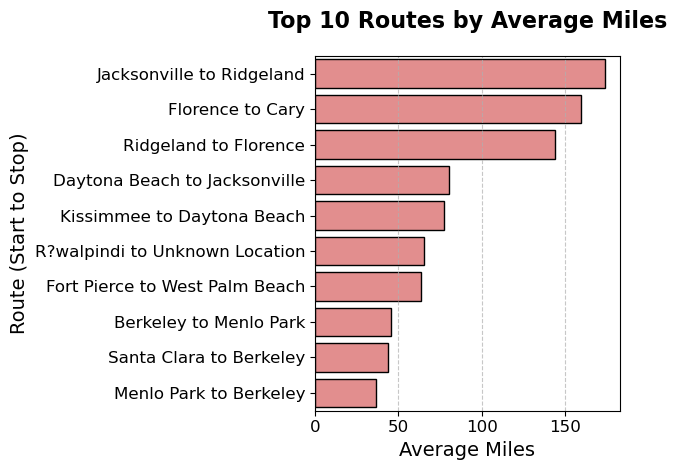 Top 10 Routes by Average Miles
Route (Start to Stop)
Jacksonville to Ridgeland
Florence to Cary
Ridgeland to Florence
Daytona Beach to Jacksonville
Kissimmee to Daytona Beach
R?walpindi to Unknown Location
Fort Pierce to West Palm Beach
Berkeley to Menlo Park
Santa Clara to Berkeley
Menlo Park to Berkeley
0 50 100 150
Average Miles